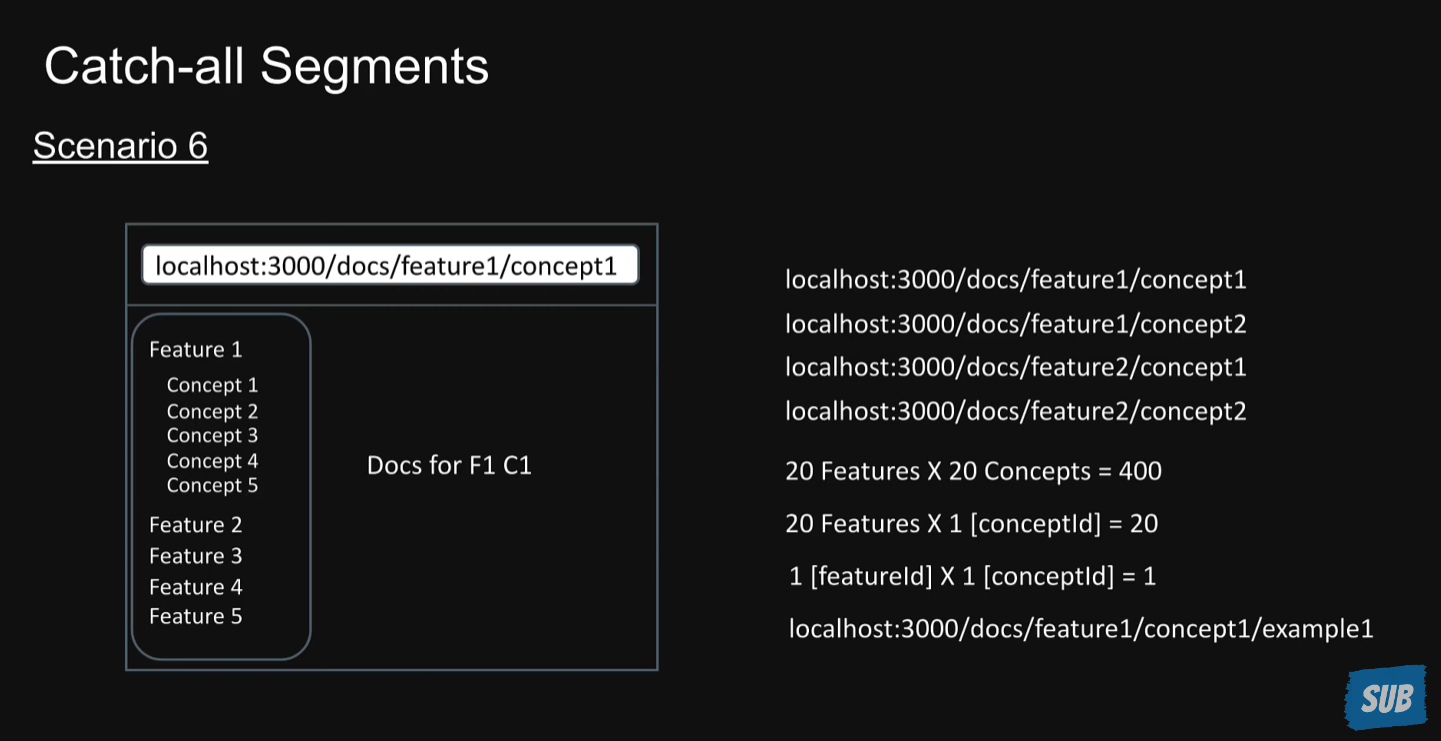 Catch-all Segments
Scenario 6
localhost:3000/docs/feature1/concept1
Feature 1
Concept 1
Concept 2
Concept 3
Concept 4
Concept 5
Feature 2
Feature 3
Feature 4
Feature 5
Docs for F1 C1
localhost:3000/docs/feature1/concept1
localhost:3000/docs/feature1/concept2
localhost:3000/docs/feature2/concept1
localhost:3000/docs/feature2/concept2
20 Features X 20 Concepts = 400
20 Features X 1 [conceptId] = 20
1 [featureId] X 1 [conceptId] = 1
localhost:3000/docs/feature1/concept1/example1
SUB